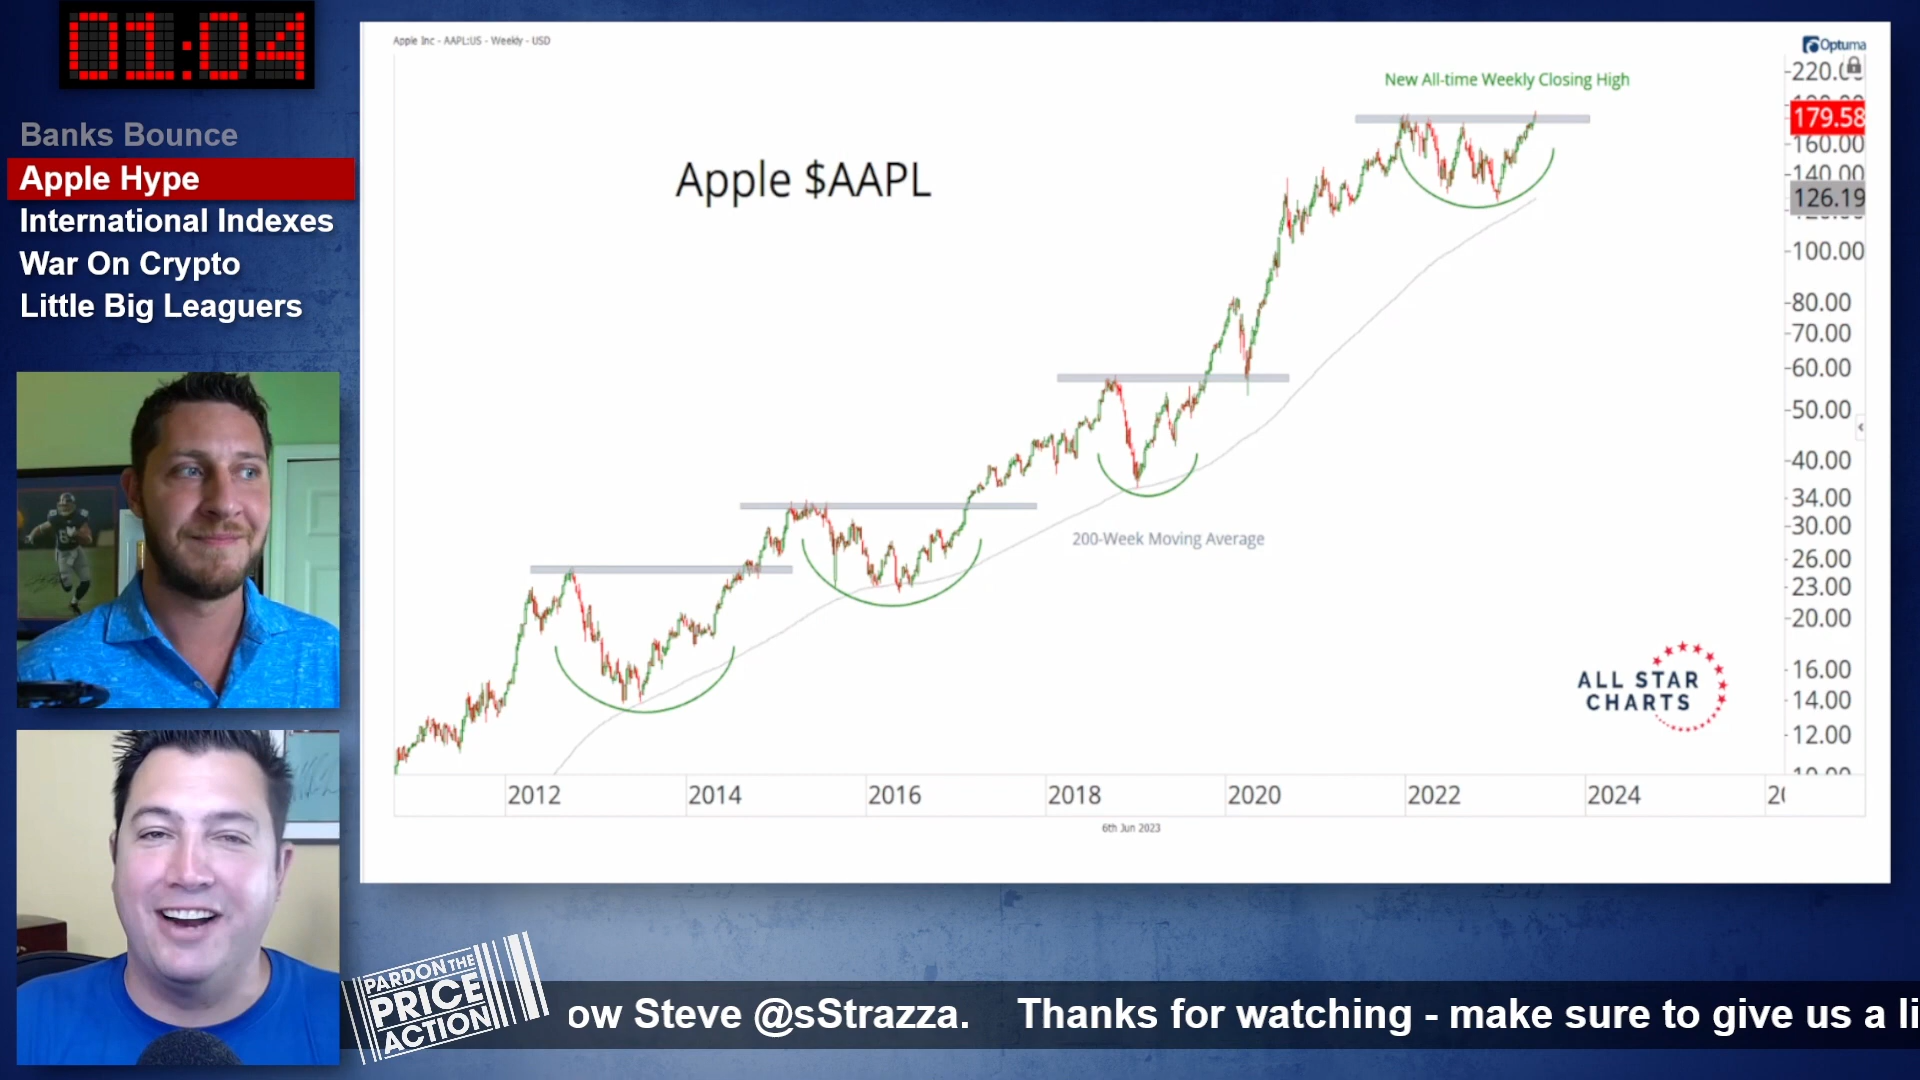 01:04
Banks Bounce
Apple Hype
International Indexes
War On Crypto
Little Big Leaguers
Apple Inc - AAPL:US - Weekly - USD
Optuma
New All-time Weekly Closing High
Apple $AAPL
200-Week Moving Average
179.58
160.00
140.00
126.19
100.00
80.00
70.00
60.00
50.00
40.00
34.00
30.00
26.00
23.00
20.00
16.00
14.00
12.00
ALL STAR
CHARTS
2012 2014 2016 2018 2020 2022 2024
6th Jun 2023
PARDON THE
PRICE
ACTION
ow Steve @sStrazza. Thanks for watching - make sure to give us a li